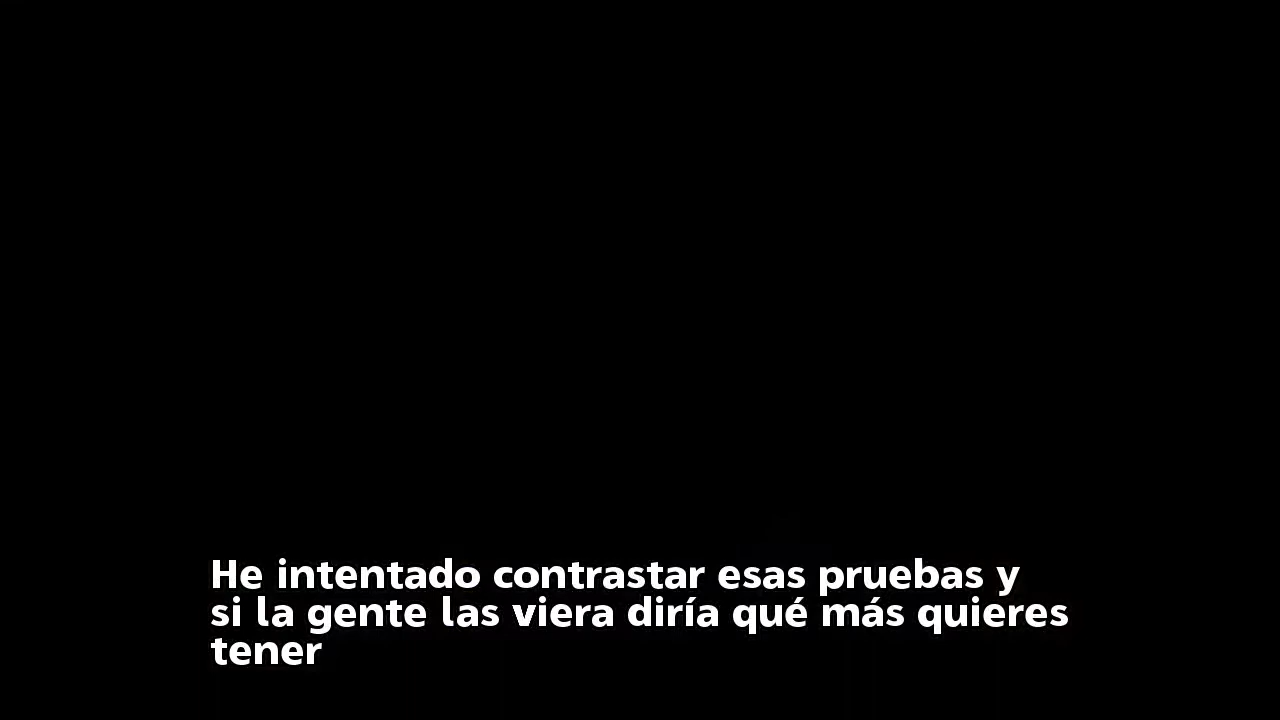 He intentado contrastar esas pruebas y
si la gente las viera diría qué más quieres
tener